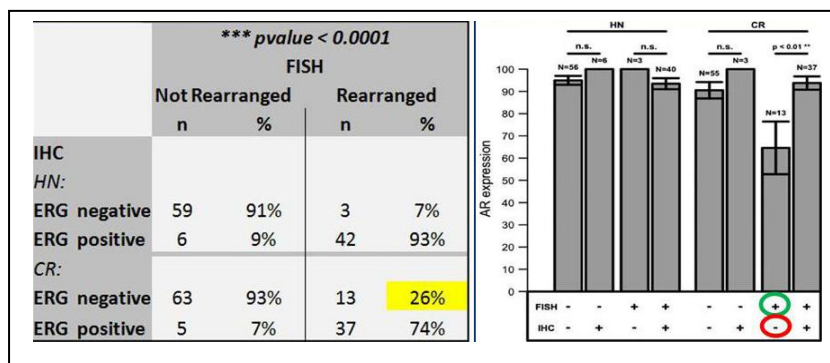 *** pvalue < 0.0001
FISH
Not Rearranged Rearranged
n % n %
IHC
HN:
ERG negative 59 91% 3 7%
ERG positive 6 9% 42 93%
CR:
ERG negative 63 93% 13 26%
ERG positive 5 7% 37 74%
HN CR
n.s. n.s. n.s. p < 0.01 **
N=56 N=6 N=3 N=40 N=55 N=3 N=13 N=37
AR expression
100
90
80
70
60
50
40
30
20
10
0
FISH - - + + - - + +
IHC - + - + - + - +